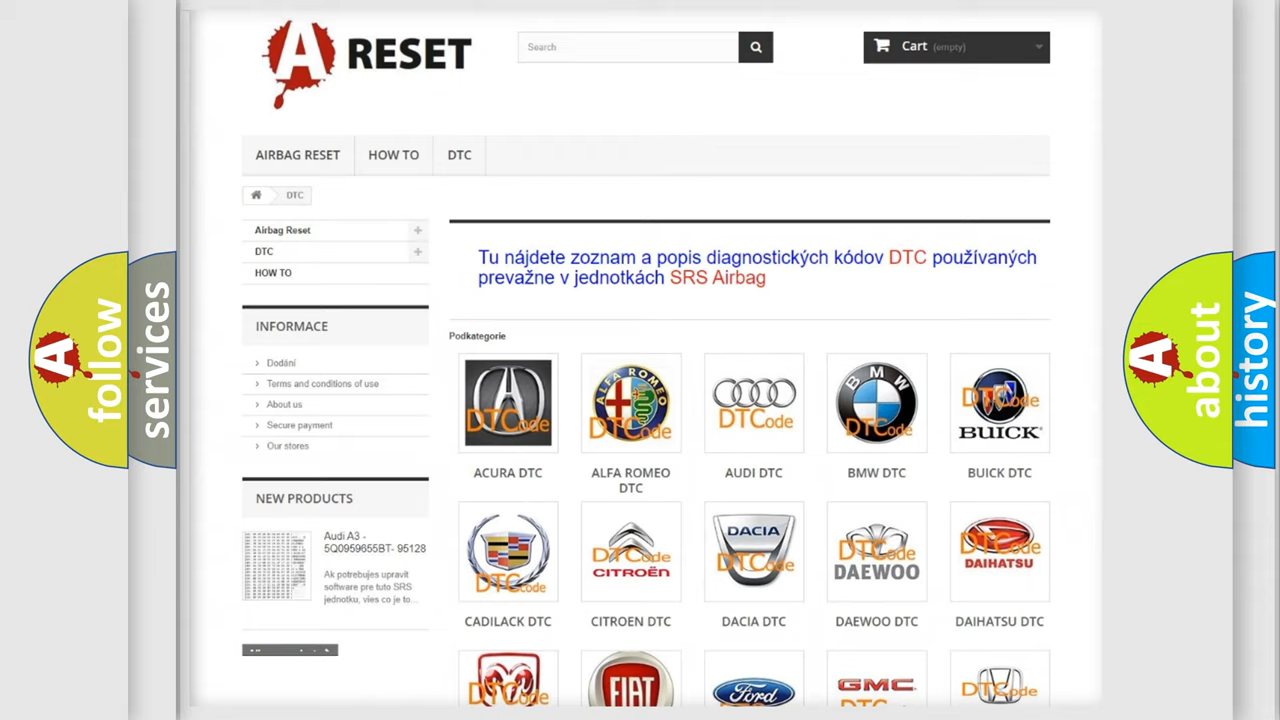 A RESET
Search
Cart (empty)
AIRBAG RESET
HOW TO
DTC
DTC
Airbag Reset
DTC
HOW TO
Tu nájdete zoznam a popis diagnostických kódov DTC používaných
prevažne v jednotkách SRS Airbag
INFORMACE
Dodání
Terms and conditions of use
About us
Secure payment
Our stores
NEW PRODUCTS
Audi A3 -
5Q0959655BT- 95128
Ak potrebujes upravit
software pre tuto SRS
jednotku, vies co je to...
Podkategorie
DTCode
ALFA ROMEO
DTCode
DTCode
BMW
DTCode
DTCode
BUICK
ACURA DTC
ALFA ROMEO
DTC
AUDI DTC
BMW DTC
BUICK DTC
DTCode
DTCode
CITROËN
DACIA
DTCode
DTCode
DAEWOO
DTCode
DAIHATSU
CADILACK DTC
CITROEN DTC
DACIA DTC
DAEWOO DTC
DAIHATSU DTC
DTCode
FIAT
Ford
GMC
DTCode
A follow
services
A about
history